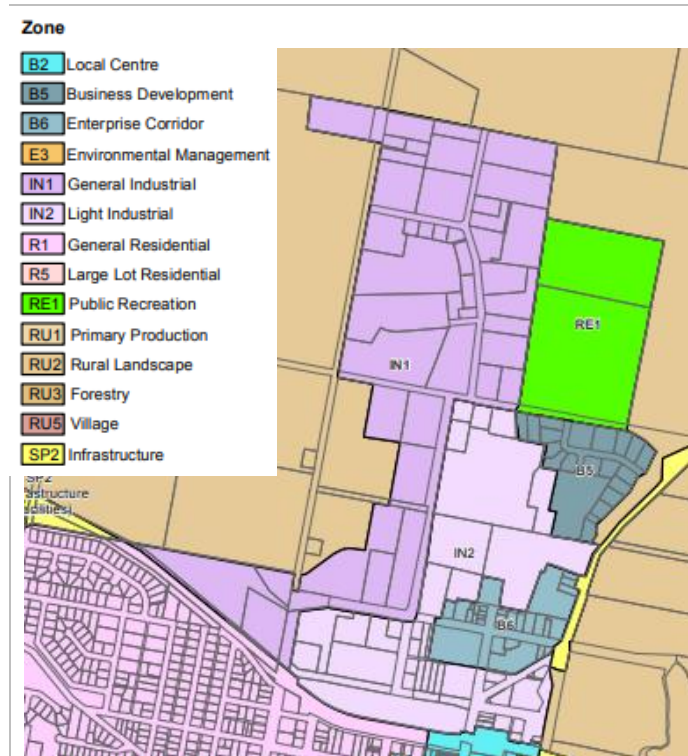 Zone
B2 Local Centre
B5 Business Development
B6 Enterprise Corridor
E3 Environmental Management
IN1 General Industrial
IN2 Light Industrial
R1 General Residential
R5 Large Lot Residential
RE1 Public Recreation
RU1 Primary Production
RU2 Rural Landscape
RU3 Forestry
RU5 Village
SP2 Infrastructure
RE1
IN1
B5
SP2
astructure
IN2
B6